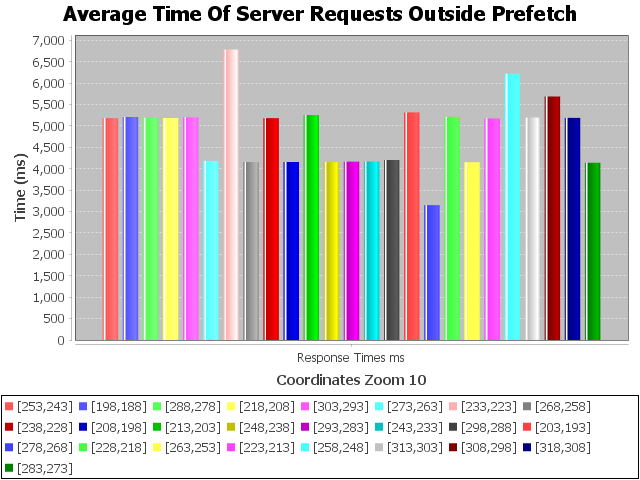 Average Time Of Server Requests Outside Prefetch
7,000
6,500
6,000
5,500
5,000
4,500
4,000
3,500
3,000
2,500
2,000
1,500
1,000
500
0
Time (ms)
Response Times ms
Coordinates Zoom 10
[253,243] [198,188] [288,278] [218,208] [303,293] [273,263] [233,223] [268,258]
[238,228] [208,198] [213,203] [248,238] [293,283] [243,233] [298,288] [203,193]
[278,268] [228,218] [263,253] [223,213] [258,248] [313,303] [308,298] [318,308]
[283,273]